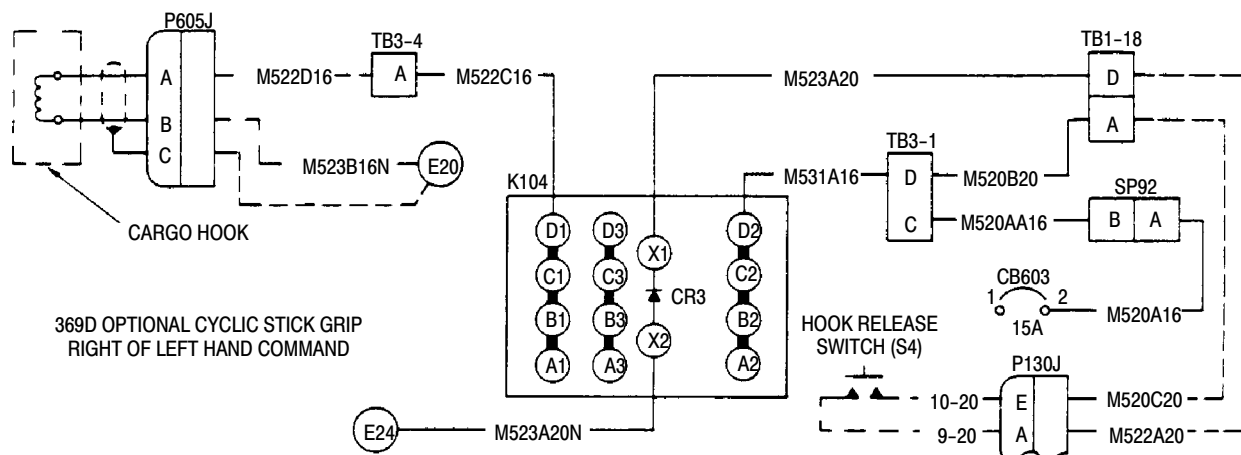 P605J
A
B
C
CARGO HOOK
M522D16
TB3-4
A
M522C16
M523B16N
E20
K104
D1
C1
B1
A1
D3
C3
B3
A3
X1
CR3
X2
D2
C2
B2
A2
M523A20
TB1-18
D
A
TB3-1
D
C
M531A16
M520B20
M520AA16
SP92
B A
CB603
1 2
15A
M520A16
369D OPTIONAL CYCLIC STICK GRIP
RIGHT OF LEFT HAND COMMAND
E24
M523A20N
HOOK RELEASE
SWITCH (S4)
P130J
10-20
E
M520C20
9-20
A
M522A20